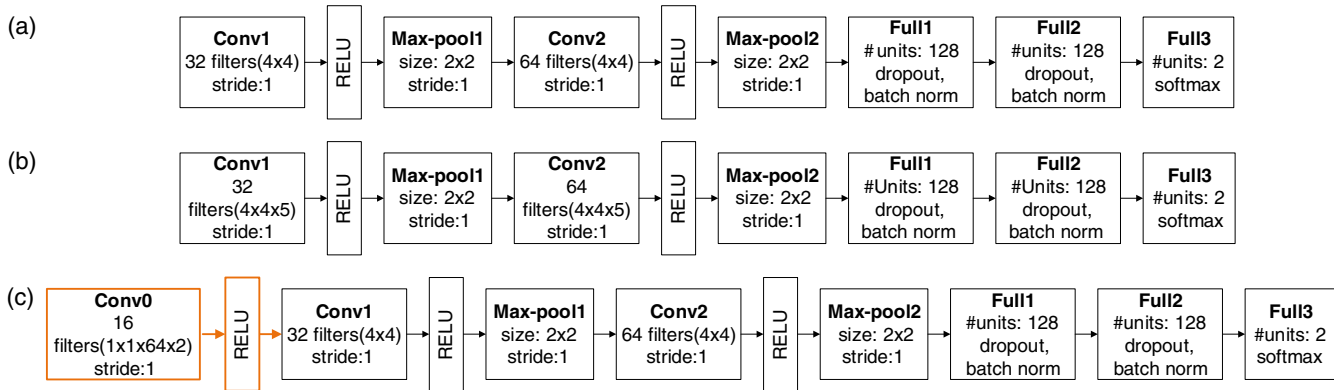 (a)
Conv1
32 filters(4x4)
stride:1
RELU
Max-pool1
size: 2x2
stride:1
Conv2
64 filters(4x4)
stride:1
RELU
Max-pool2
size: 2x2
stride:1
Full1
#units: 128
dropout,
batch norm
Full2
#units: 128
dropout,
batch norm
Full3
#units: 2
softmax
(b)
Conv1
32
filters(4x4x5)
stride:1
RELU
Max-pool1
size: 2x2
stride:1
Conv2
64
filters(4x4x5)
stride:1
RELU
Max-pool2
size: 2x2
stride:1
Full1
#Units: 128
dropout,
batch norm
Full2
#Units: 128
dropout,
batch norm
Full3
#units: 2
softmax
(c)
Conv0
16
filters(1x1x64x2)
stride:1
RELU
Conv1
32 filters(4x4)
stride:1
RELU
Max-pool1
size: 2x2
stride:1
Conv2
64 filters(4x4)
stride:1
RELU
Max-pool2
size: 2x2
stride:1
Full1
#units: 128
dropout,
batch norm
Full2
#units: 128
dropout,
batch norm
Full3
#units: 2
softmax